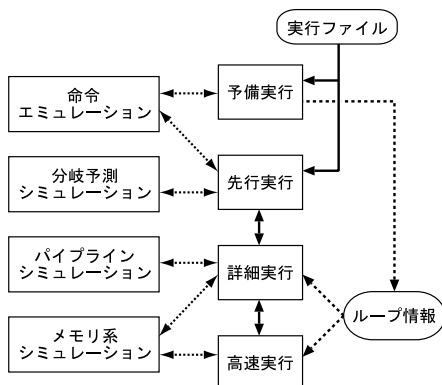 実行ファイル
命令
エミュレーション
予備実行
分岐予測
シミュレーション
先行実行
パイプライン
シミュレーション
詳細実行
ループ情報
メモリ系
シミュレーション
高速実行